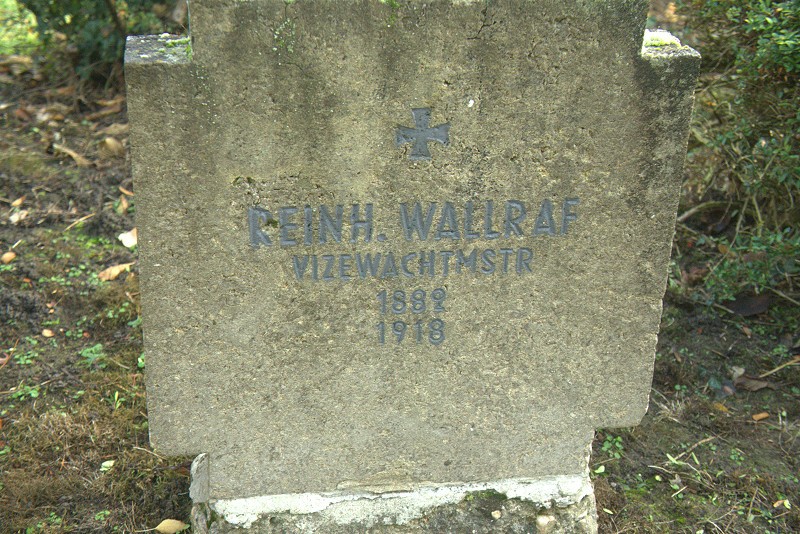 REINH. WALLRAF
VIZEWACHTMSTR
1882
1918